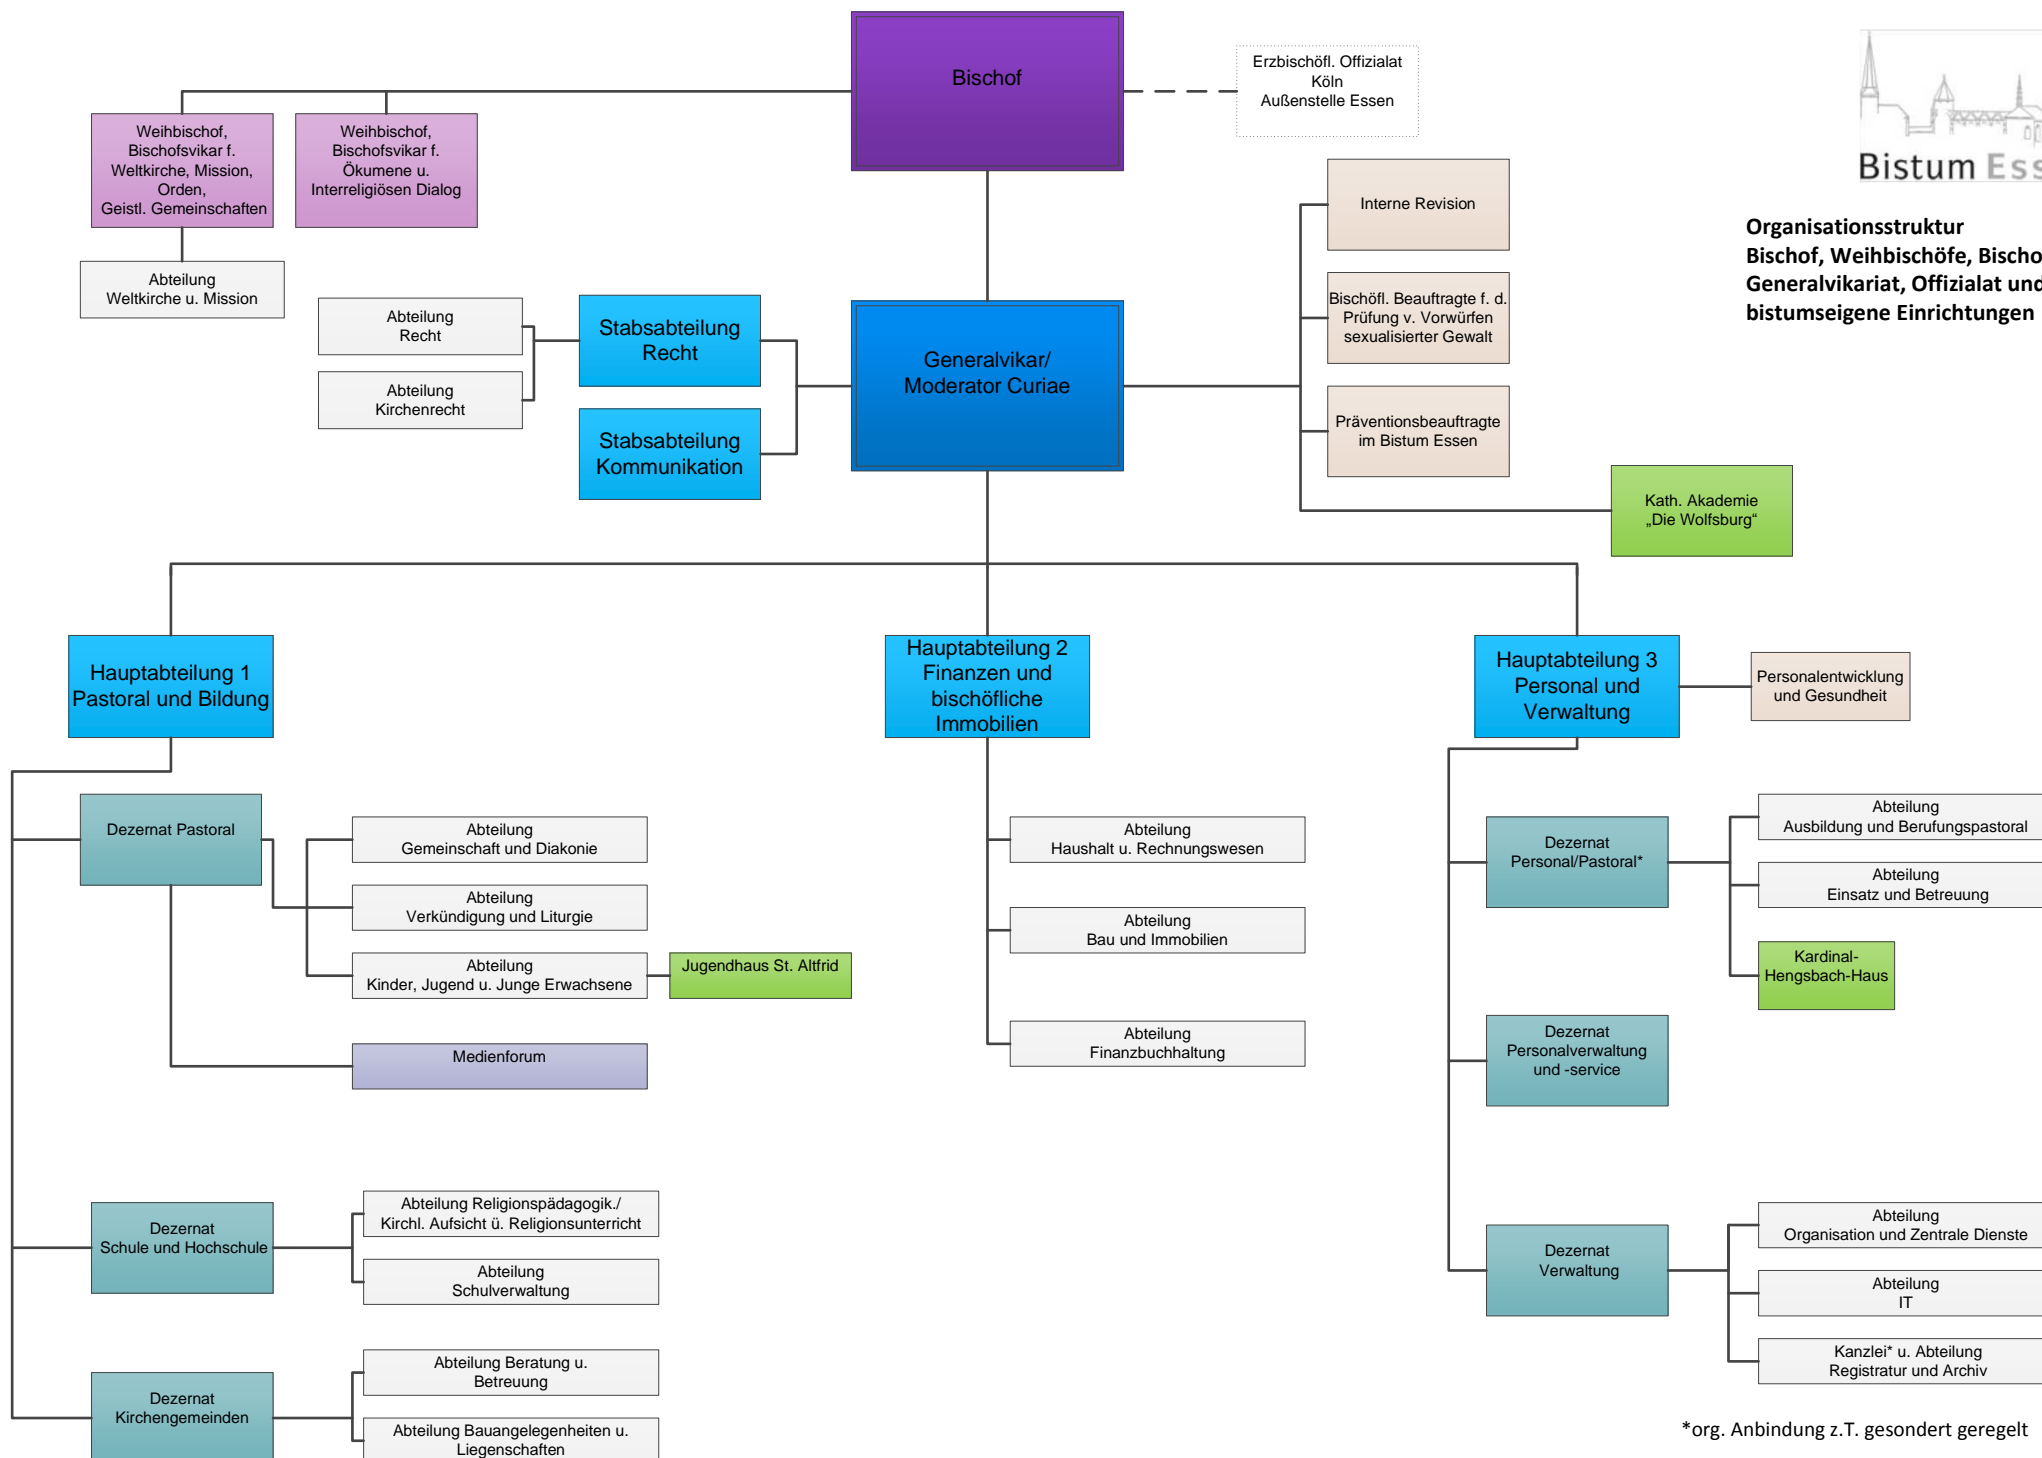 Bischof
Erzbischöfl. Offizialat
Köln
Außenstelle Essen
Bistum
Organisationsstruktur
Bischof, Weihbischöfe,
Generalvikariat, Offizialat und
bistumseigene Einrichtungen
Weihbischof,
Bischofsvikar f.
Weltkirche, Mission,
Orden,
Geistl. Gemeinschaften
Weihbischof,
Bischofsvikar f.
Ökumene u.
Interreligiösen Dialog
Abteilung
Weltkirche u. Mission
Interne Revision
Bischöfl. Beauftragte f. d.
Prüfung v. Vorwürfen
sexualisierter Gewalt
Präventionsbeauftragte
im Bistum Essen
Abteilung
Recht
Abteilung
Kirchenrecht
Stabsabteilung
Recht
Stabsabteilung
Kommunikation
Generalvikar/
Moderator Curiae
Kath. Akademie
„Die Wolfsburg“
Hauptabteilung 1
Pastoral und Bildung
Hauptabteilung 2
Finanzen und
bischöfliche
Immobilien
Hauptabteilung 3
Personal und
Verwaltung
Personalentwicklung
und Gesundheit
Dezernat Pastoral
Abteilung
Gemeinschaft und Diakonie
Abteilung
Verkündigung und Liturgie
Abteilung
Kinder, Jugend u. Junge Erwachsene
Jugendhaus St. Altfrid
Medienforum
Dezernat
Schule und Hochschule
Abteilung Religionspädagogik./
Kirchl. Aufsicht ü. Religionsunterricht
Abteilung
Schulverwaltung
Dezernat
Kirchengemeinden
Abteilung Beratung u.
Betreuung
Abteilung Bauangelegenheiten u.
Liegenschaften
Abteilung
Haushalt u. Rechnungswesen
Abteilung
Bau und Immobilien
Abteilung
Finanzbuchhaltung
Dezernat
Personal/Pastoral*
Abteilung
Ausbildung und Berufungspastoral
Abteilung
Einsatz und Betreuung
Kardinal-
Hengsbach-Haus
Dezernat
Personalverwaltung
und -service
Dezernat
Verwaltung
Abteilung
Organisation und Zentrale Dienste
Abteilung
IT
Kanzlei* u. Abteilung
Registratur und Archiv
*org. Anbindung z.T. gesondert geregelt